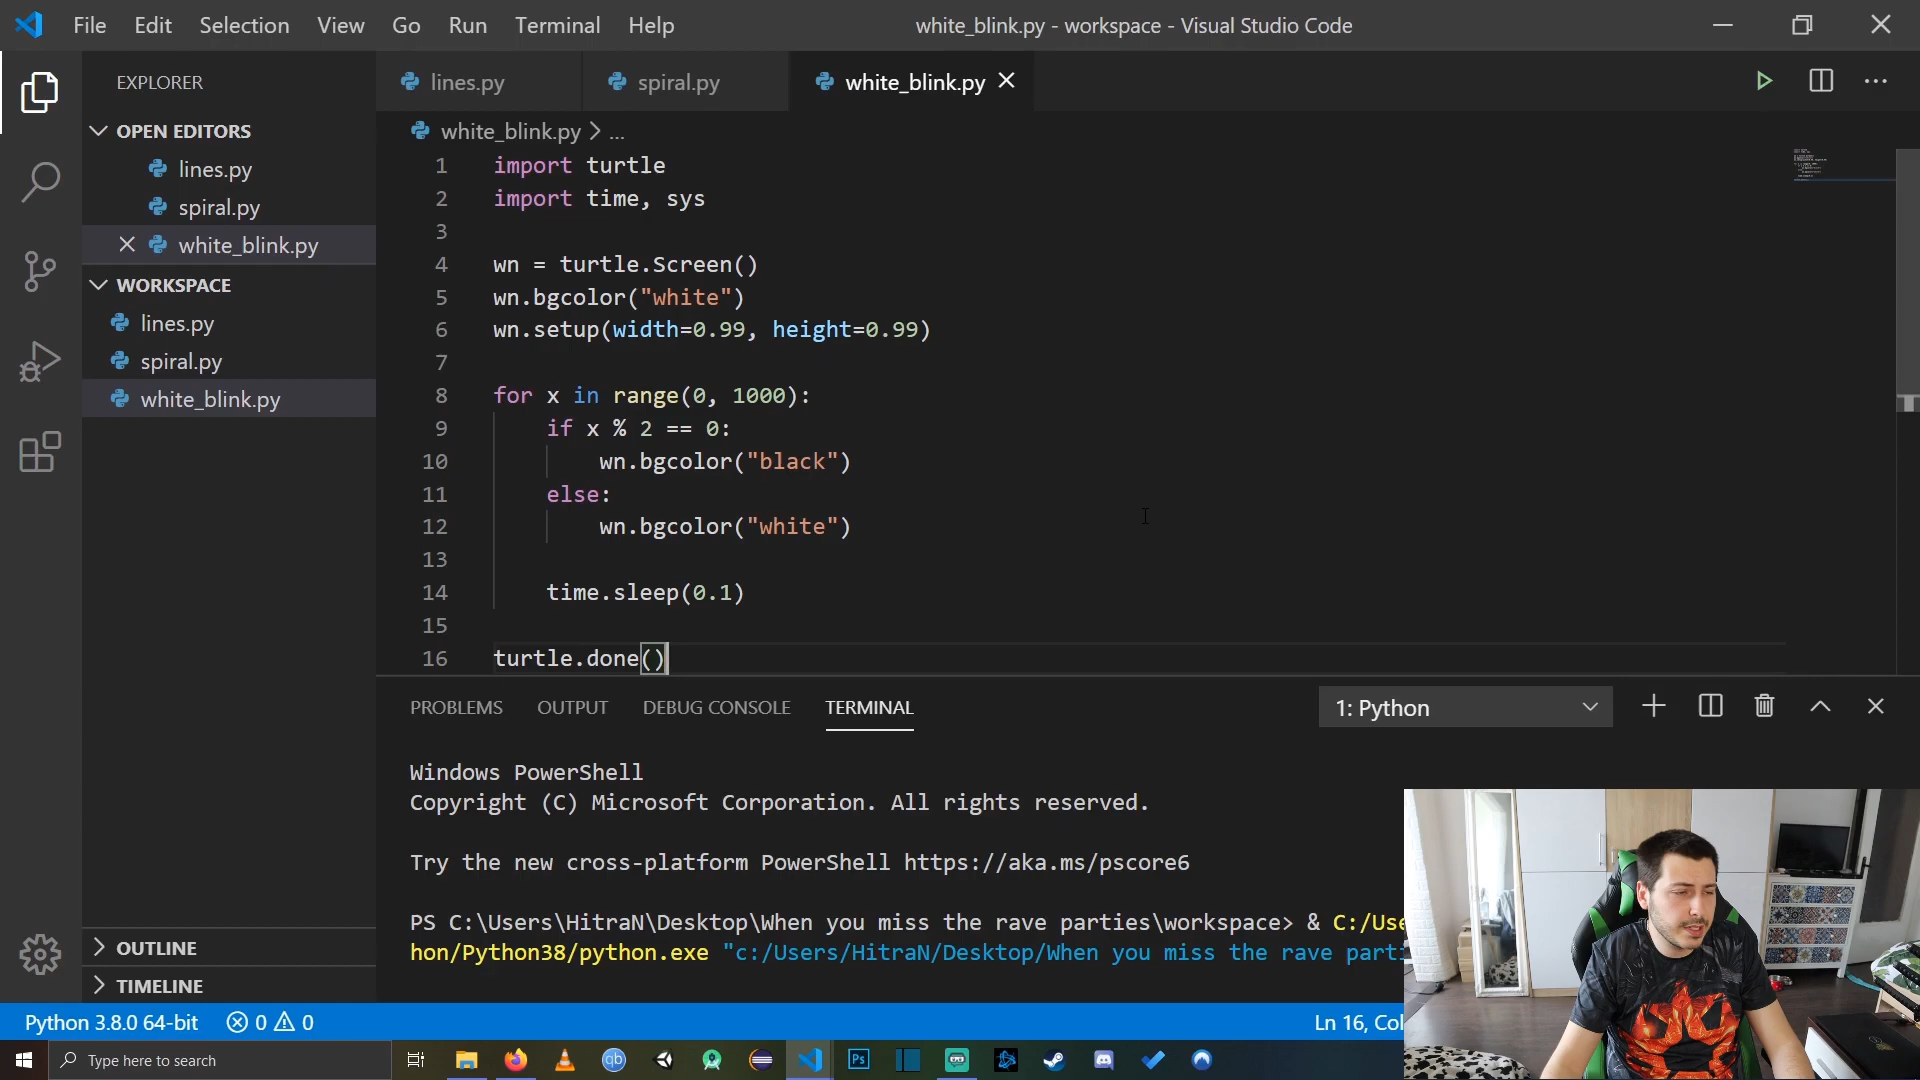 File Edit Selection View Go Run Terminal Help
white_blink.py - workspace - Visual Studio Code
EXPLORER
OPEN EDITORS
lines.py
spiral.py
white_blink.py
WORKSPACE
lines.py
spiral.py
white_blink.py
OUTLINE
TIMELINE
lines.py
spiral.py
white_blink.py
white_blink.py > ...
1 import turtle
2 import time, sys
3
4 wn = turtle.Screen()
5 wn.bgcolor("white")
6 wn.setup(width=0.99, height=0.99)
7
8 for x in range(0, 1000):
9 if x % 2 == 0:
10 wn.bgcolor("black")
11 else:
12 wn.bgcolor("white")
13
14 time.sleep(0.1)
15
16 turtle.done()
PROBLEMS OUTPUT DEBUG CONSOLE TERMINAL
1: Python
Windows PowerShell
Copyright (C) Microsoft Corporation. All rights reserved.
Try the new cross-platform PowerShell https://aka.ms/pscore6
PS C:\Users\HitraN\Desktop\When you miss the rave parties\workspace> & C:/Use
hon/Python38/python.exe "c:/Users/HitraN/Desktop/When you miss the rave parti
Python 3.8.0 64-bit 0 0
Ln 16, Col
Type here to search
qb
Ps